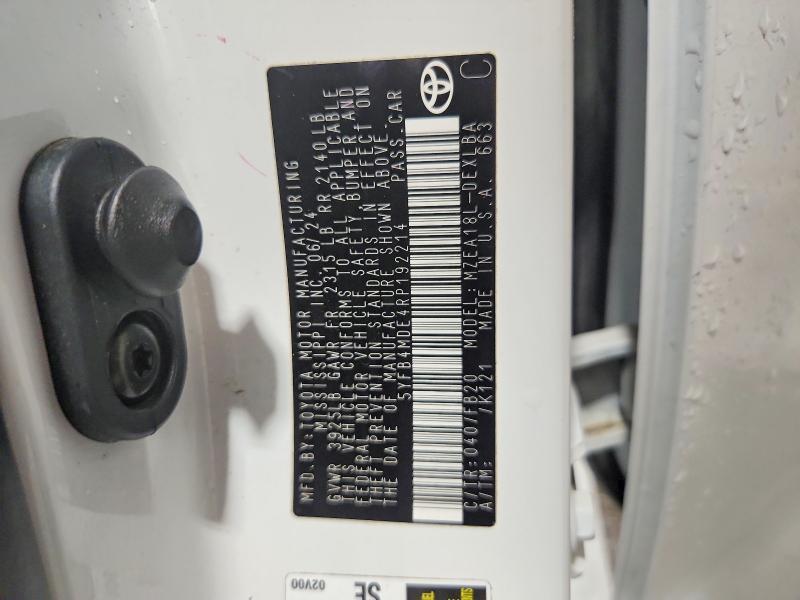 MFD. BY: TOYOTA MOTOR MANUFACTURING
MISSISSIPPI INC. 06/24
GVWR 3925LB GAWR FR 2315 LB RR 2140 LB
THIS VEHICLE CONFORMS TO ALL APPLICABLE
FEDERAL MOTOR VEHICLE SAFETY, BUMPER, AND
THEFT PREVENTION STANDARDS IN EFFECT ON
THE DATE OF MANUFACTURE SHOWN ABOVE.
5YFB4MDE4RP192214 PASS. CAR
C/TR: 040/FB20 MODEL: MZEA18L-DEXLBA
A/TM: /K121 MADE IN U.S.A. 663
C
02V00
SE